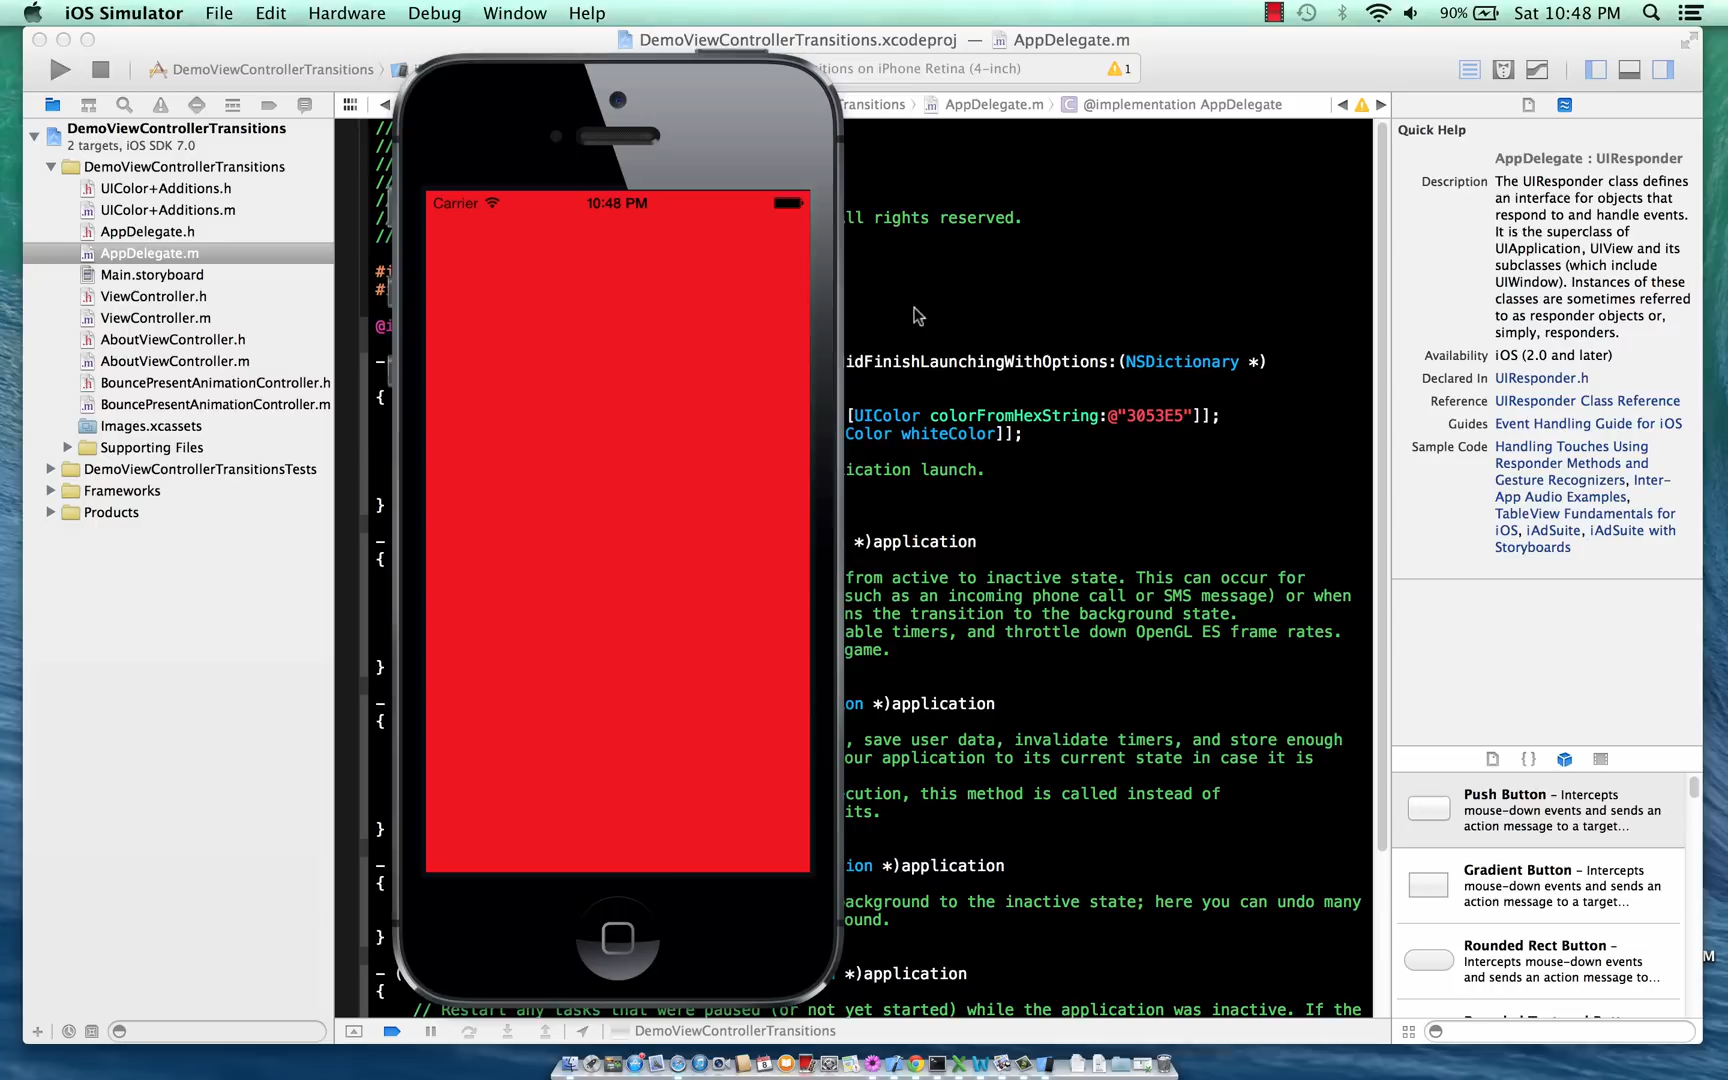 iOS Simulator File Edit Hardware Debug Window Help 90% Sat 10:48 PM
DemoViewControllerTransitions.xcodeproj — AppDelegate.m
DemoViewControllerTransitions itions on iPhone Retina (4-inch) 1
ransitions AppDelegate.m @implementation AppDelegate
DemoViewControllerTransitions
2 targets, iOS SDK 7.0
DemoViewControllerTransitions
UIColor+Additions.h
UIColor+Additions.m
AppDelegate.h
AppDelegate.m
Main.storyboard
ViewController.h
ViewController.m
AboutViewController.h
AboutViewController.m
BouncePresentAnimationController.h
BouncePresentAnimationController.m
Images.xcassets
Supporting Files
DemoViewControllerTransitionsTests
Frameworks
Products
Carrier 10:48 PM
//
//
//
//
//
// ll rights reserved.
//
#i
#
@i
- idFinishLaunchingWithOptions:(NSDictionary *)
{
[UIColor colorFromHexString:@"3053E5"]];
Color whiteColor]];
ication launch.
}
- *)application
{
from active to inactive state. This can occur for
such as an incoming phone call or SMS message) or when
ns the transition to the background state.
able timers, and throttle down OpenGL ES frame rates.
game.
}
- on *)application
{
, save user data, invalidate timers, and store enough
our application to its current state in case it is
cution, this method is called instead of
its.
}
- ion *)application
{
ackground to the inactive state; here you can undo many
ound.
}
- ( *)application
{
// Restart any tasks that were paused (or not yet started) while the application was inactive. If the
DemoViewControllerTransitions
Quick Help
AppDelegate : UIResponder
Description The UIResponder class defines
an interface for objects that
respond to and handle events.
It is the superclass of
UIApplication, UIView and its
subclasses (which include
UIWindow). Instances of these
classes are sometimes referred
to as responder objects or,
simply, responders.
Availability iOS (2.0 and later)
Declared In UIResponder.h
Reference UIResponder Class Reference
Guides Event Handling Guide for iOS
Sample Code Handling Touches Using
Responder Methods and
Gesture Recognizers, Inter-
App Audio Examples,
TableView Fundamentals for
iOS, iAdSuite, iAdSuite with
Storyboards
{ }
Push Button – Intercepts
mouse-down events and sends an
action message to a target...
Gradient Button – Intercepts
mouse-down events and sends an
action message to a target...
Rounded Rect Button –
Intercepts mouse-down events
and sends an action message to...
M